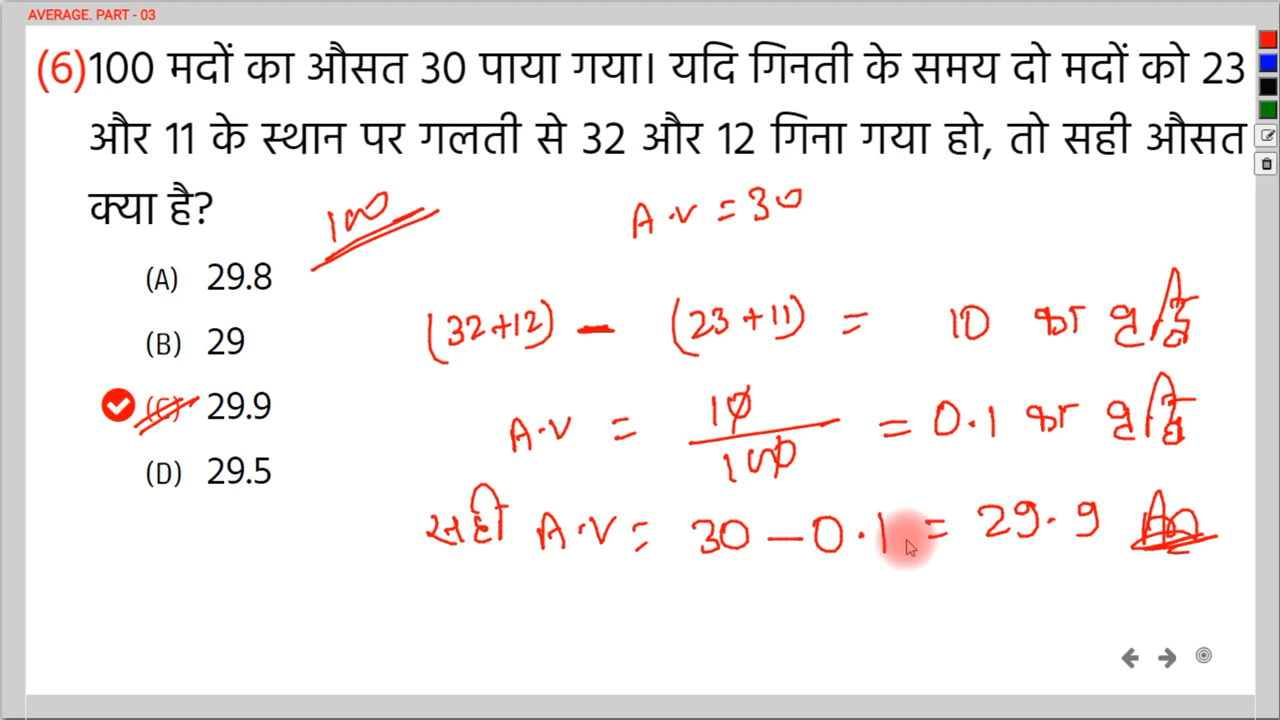 AVERAGE. PART - 03
(6)100 मदों का औसत 30 पाया गया। यदि गिनती के समय दो मदों को 23
और 11 के स्थान पर गलती से 32 और 12 गिना गया हो, तो सही औसत
क्या है?
100
A.V = 30
(A) 29.8
(32+12) - (23+11) = 10 का वृद्धि
(B) 29
(C) 29.9
A.V = 10/100 = 0.1 का वृद्धि
(D) 29.5
सही A.V = 30 - 0.1 = 29.9 An